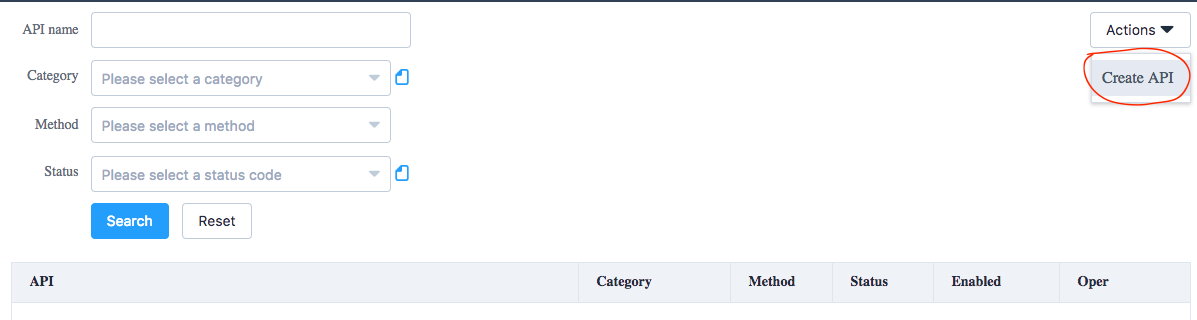 API name
Actions
Category Please select a category
Create API
Method Please select a method
Status Please select a status code
Search Reset
API Category Method Status Enabled Oper